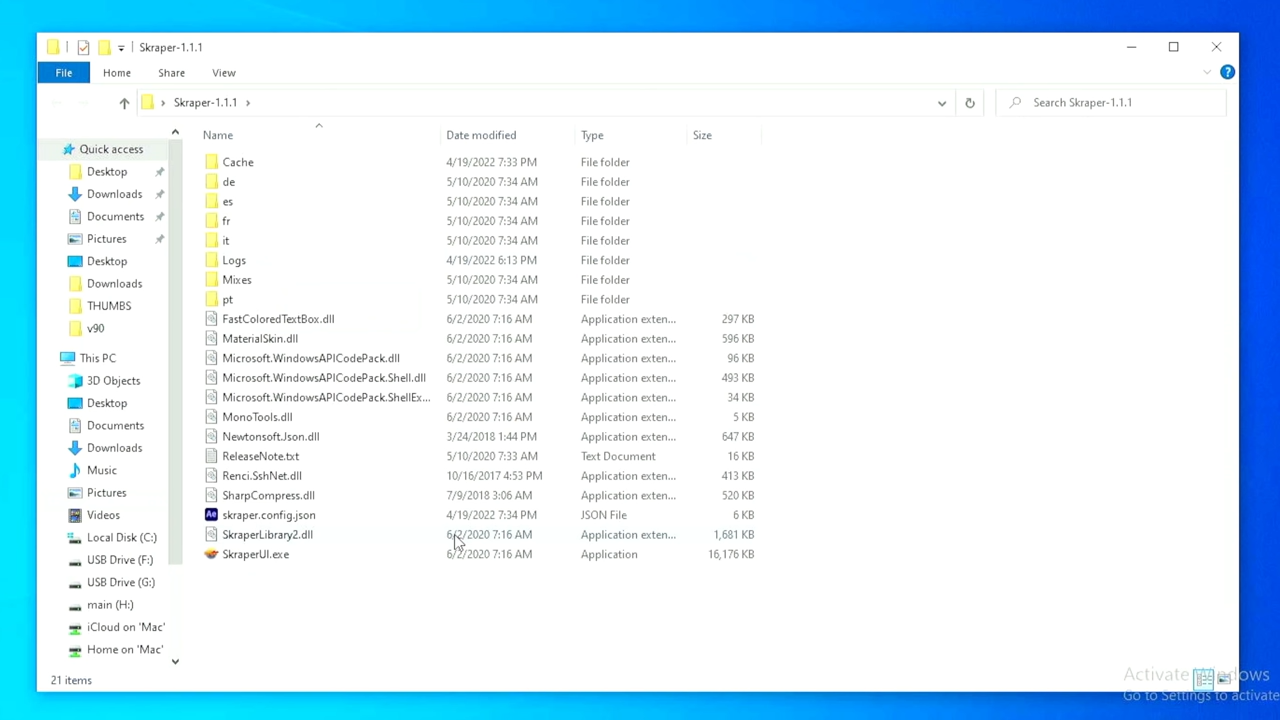 Skraper-1.1.1
File Home Share View
Skraper-1.1.1
Search Skraper-1.1.1
Name Date modified Type Size
Quick access
Desktop
Downloads
Documents
Pictures
Desktop
Downloads
THUMBS
v90
This PC
3D Objects
Desktop
Documents
Downloads
Music
Pictures
Videos
Local Disk (C:)
USB Drive (F:)
USB Drive (G:)
main (H:)
iCloud on 'Mac'
Home on 'Mac'
Cache 4/19/2022 7:33 PM File folder
de 5/10/2020 7:34 AM File folder
es 5/10/2020 7:34 AM File folder
fr 5/10/2020 7:34 AM File folder
it 5/10/2020 7:34 AM File folder
Logs 4/19/2022 6:13 PM File folder
Mixes 5/10/2020 7:34 AM File folder
pt 5/10/2020 7:34 AM File folder
FastColoredTextBox.dll 6/2/2020 7:16 AM Application exten... 297 KB
MaterialSkin.dll 6/2/2020 7:16 AM Application exten... 596 KB
Microsoft.WindowsAPICodePack.dll 6/2/2020 7:16 AM Application exten... 96 KB
Microsoft.WindowsAPICodePack.Shell.dll 6/2/2020 7:16 AM Application exten... 493 KB
Microsoft.WindowsAPICodePack.ShellEx... 6/2/2020 7:16 AM Application exten... 34 KB
MonoTools.dll 6/2/2020 7:16 AM Application exten... 5 KB
Newtonsoft.Json.dll 3/24/2018 1:44 PM Application exten... 647 KB
ReleaseNote.txt 5/10/2020 7:33 AM Text Document 16 KB
Renci.SshNet.dll 10/16/2017 4:53 PM Application exten... 413 KB
SharpCompress.dll 7/9/2018 3:06 AM Application exten... 520 KB
Ae skraper.config.json 4/19/2022 7:34 PM JSON File 6 KB
SkraperLibrary2.dll 6/2/2020 7:16 AM Application exten... 1,681 KB
SkraperUI.exe 6/2/2020 7:16 AM Application 16,176 KB
21 items
Activate Windows
Go to Settings to activate